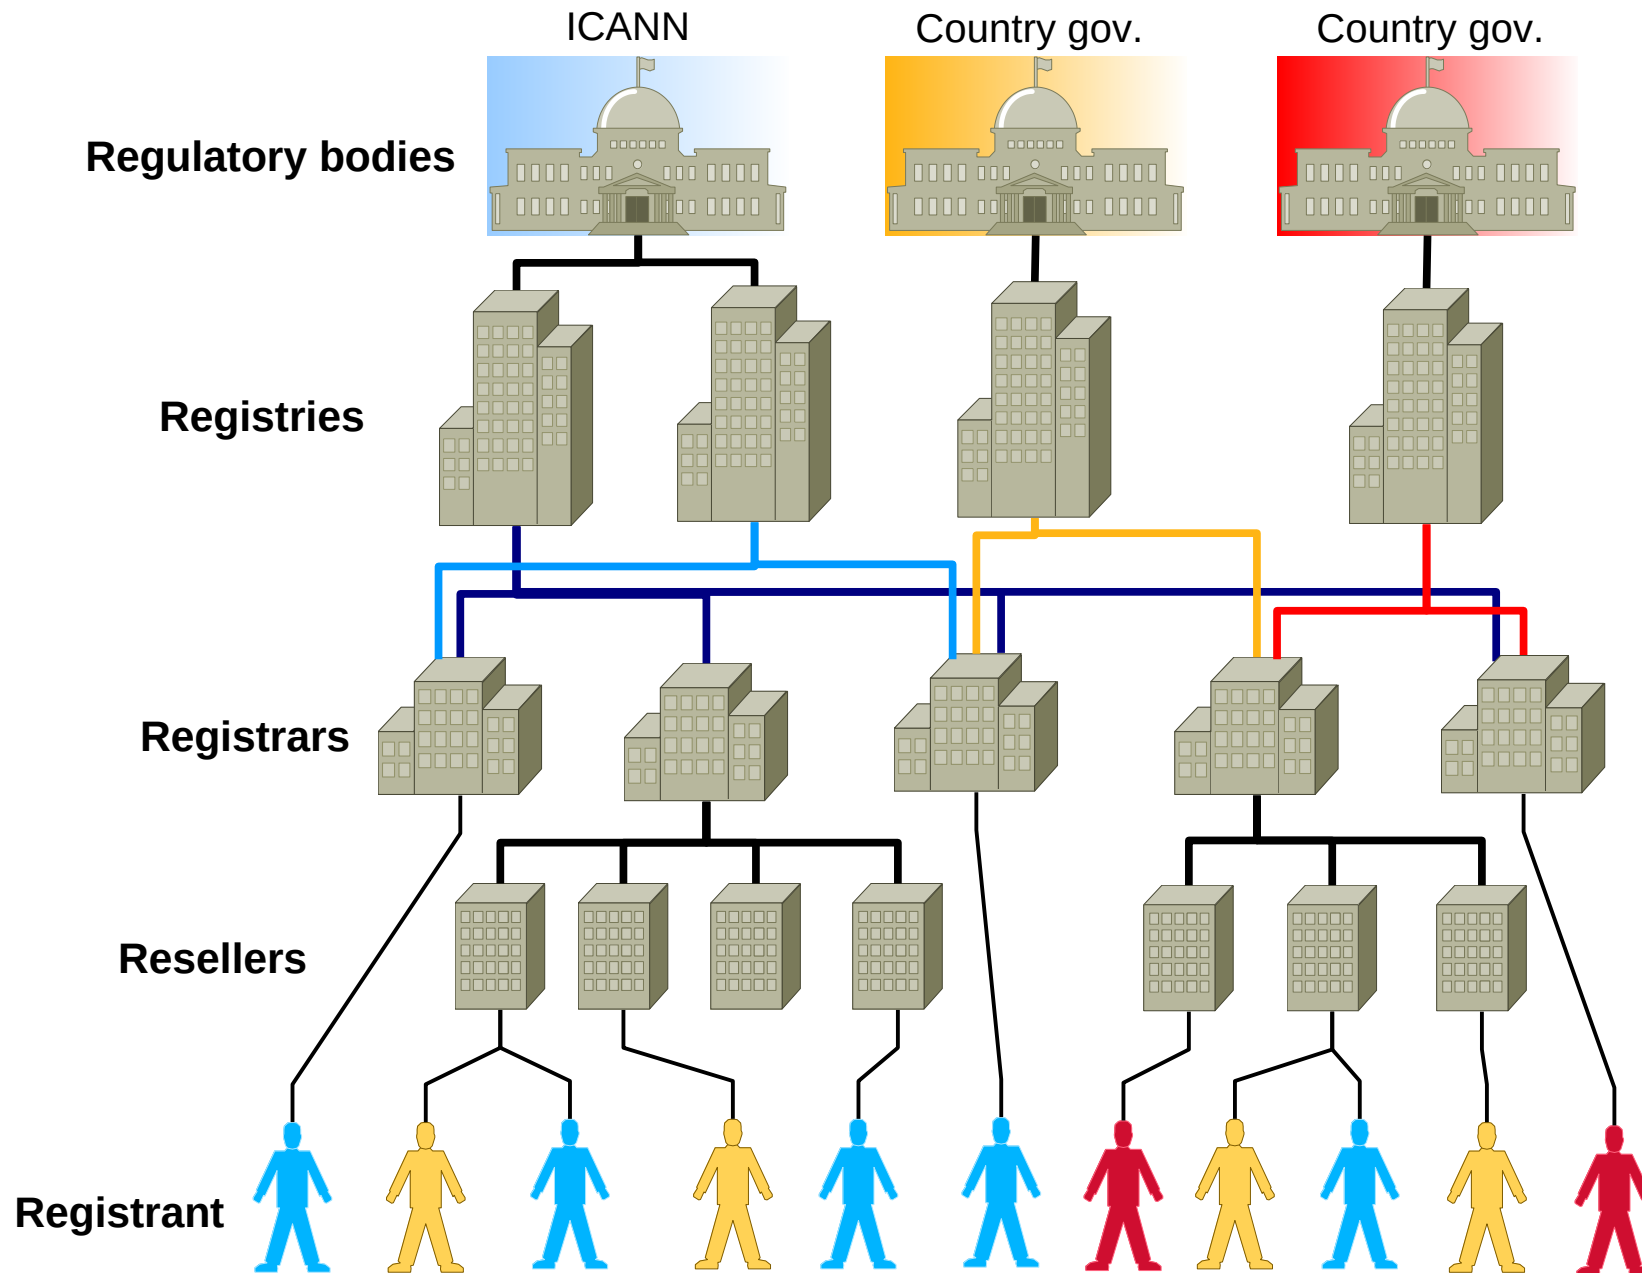 ICANN
Country gov.
Country gov.
Regulatory bodies
Registries
Registrars
Resellers
Registrant